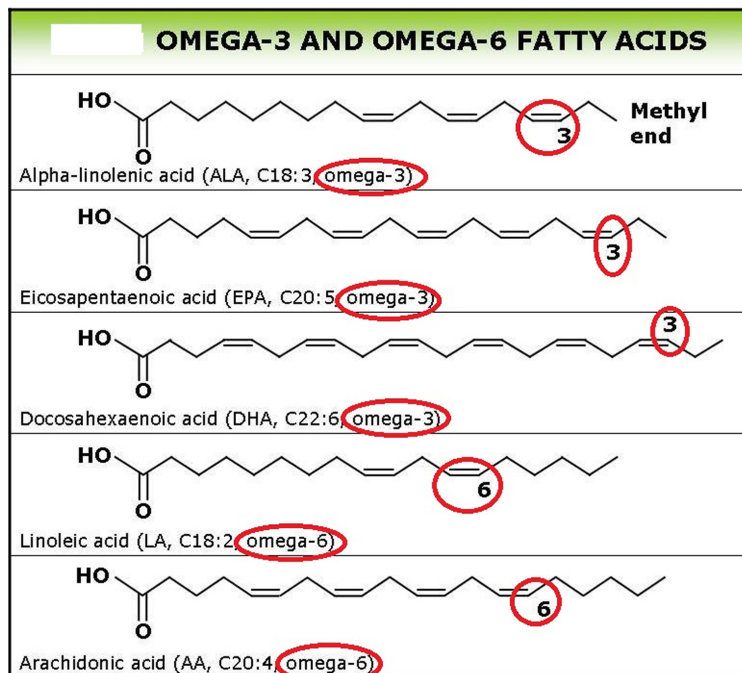 OMEGA-3 AND OMEGA-6 FATTY ACIDS
HO
O
3
Methyl
end
Alpha-linolenic acid (ALA, C18:3, omega-3)
HO
O
3
Eicosapentaenoic acid (EPA, C20:5, omega-3)
HO
O
3
Docosahexaenoic acid (DHA, C22:6, omega-3)
HO
O
6
Linoleic acid (LA, C18:2, omega-6)
HO
O
6
Arachidonic acid (AA, C20:4, omega-6)